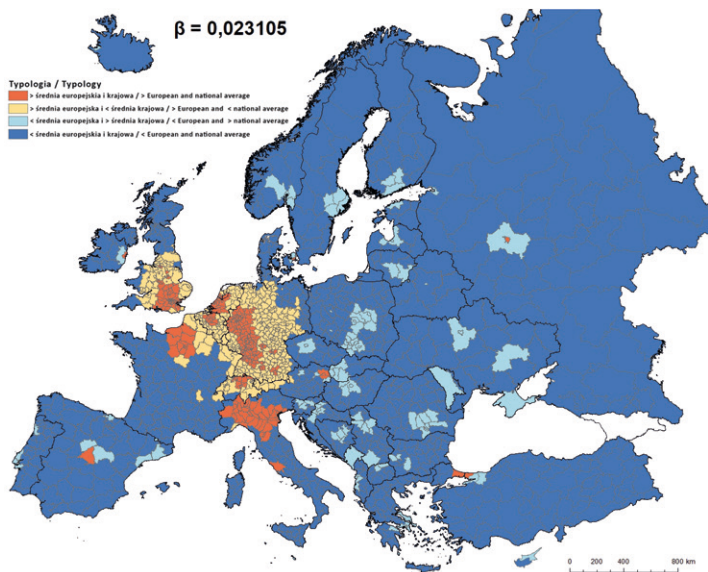 β = 0,023105
Typologia / Typology
> średnia europejska i krajowa / > European and national average
> średnia europejska i < średnia krajowa / > European and < national average
< średnia europejska i > średnia krajowa / < European and > national average
< średnia europejska i krajowa / < European and national average
0 200 400 800 km